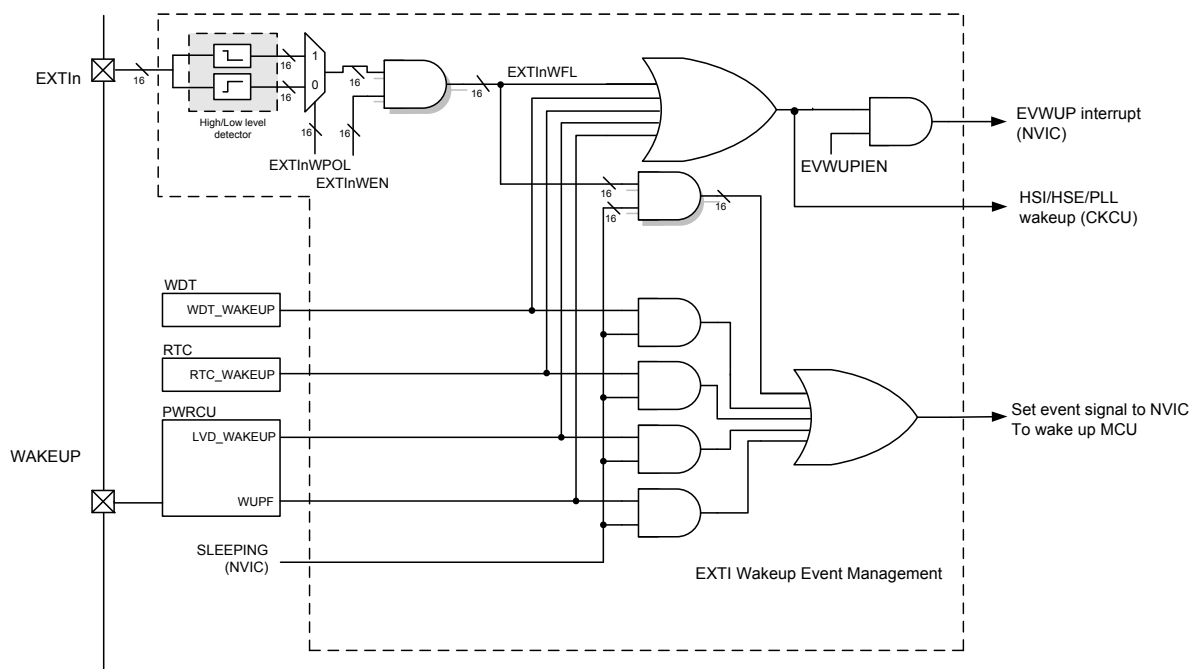 EXTIn
16
High/Low level
detector
16
16
1
0
16
EXTInWPOL
16
16
EXTInWEN
16
EXTInWFL
EVWUPIEN
EVWUP interrupt
(NVIC)
HSI/HSE/PLL
wakeup (CKCU)
16
16
16
WDT
WDT_WAKEUP
RTC
RTC_WAKEUP
PWRCU
LVD_WAKEUP
WUPF
WAKEUP
SLEEPING
(NVIC)
Set event signal to NVIC
To wake up MCU
EXTI Wakeup Event Management